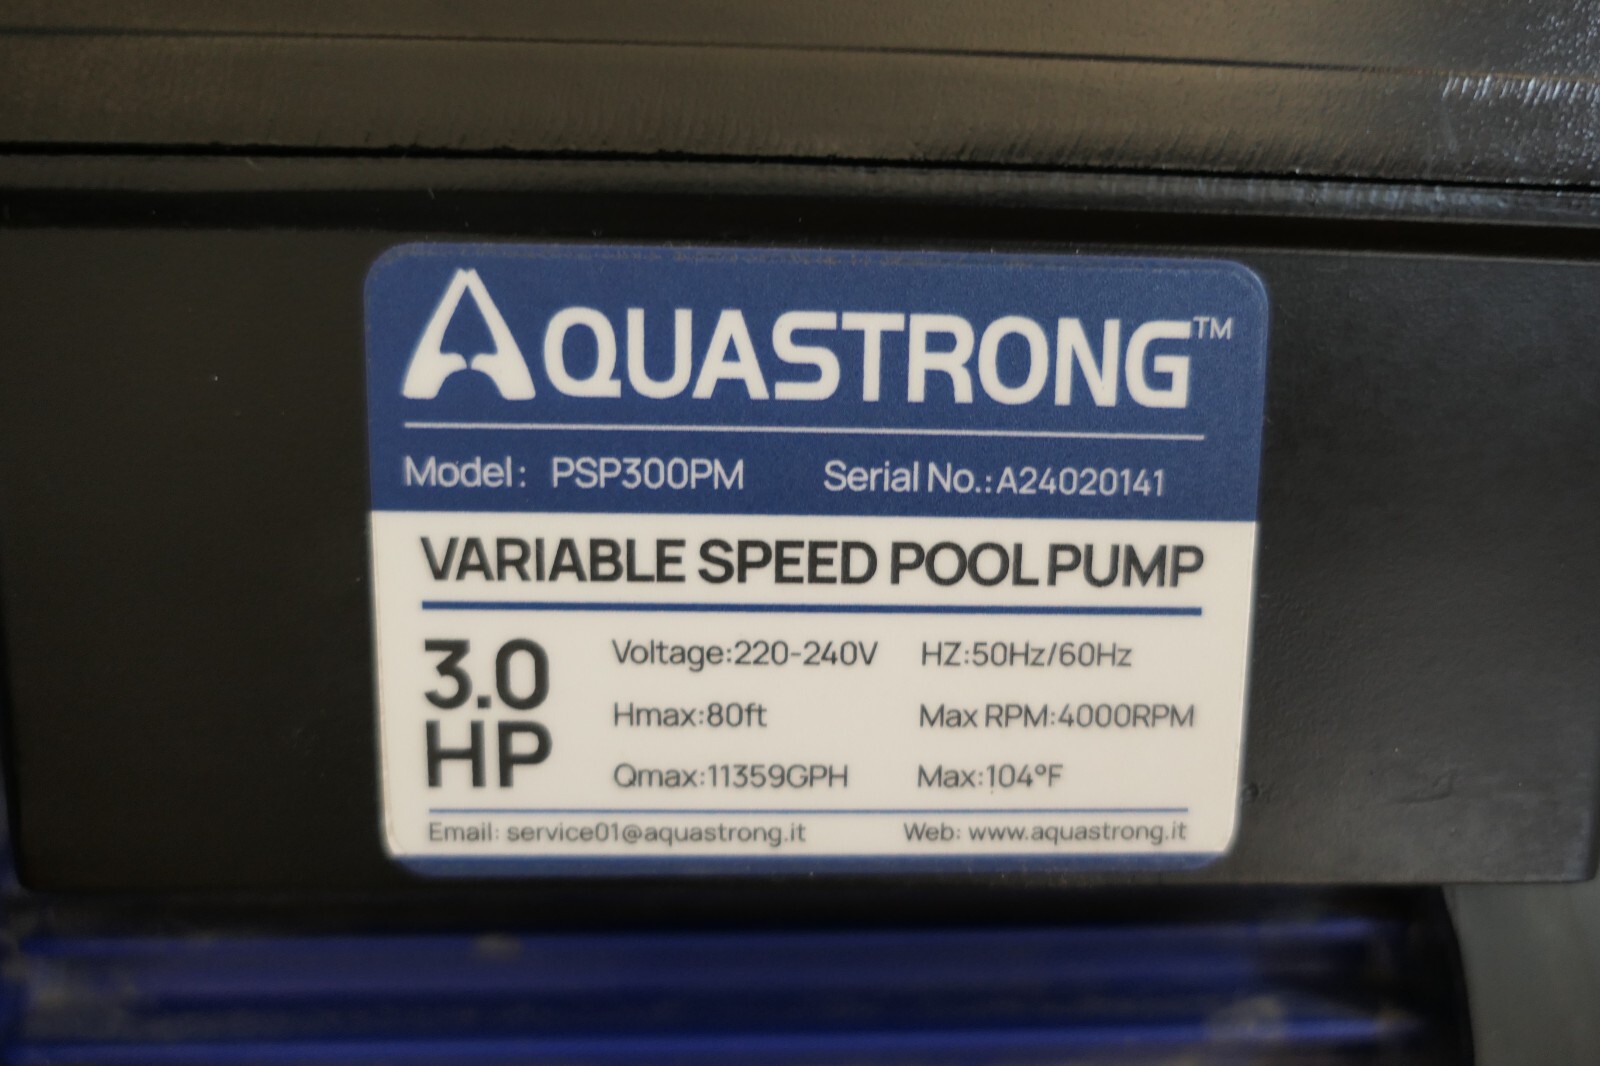 AQUASTRONG™
Model: PSP300PM Serial No.:A24020141
VARIABLE SPEED POOL PUMP
3.0
HP
Voltage:220-240V HZ:50Hz/60Hz
Hmax:80ft Max RPM:4000RPM
Qmax:11359GPH Max:104°F
Email: service01@aquastrong.it Web: www.aquastrong.it